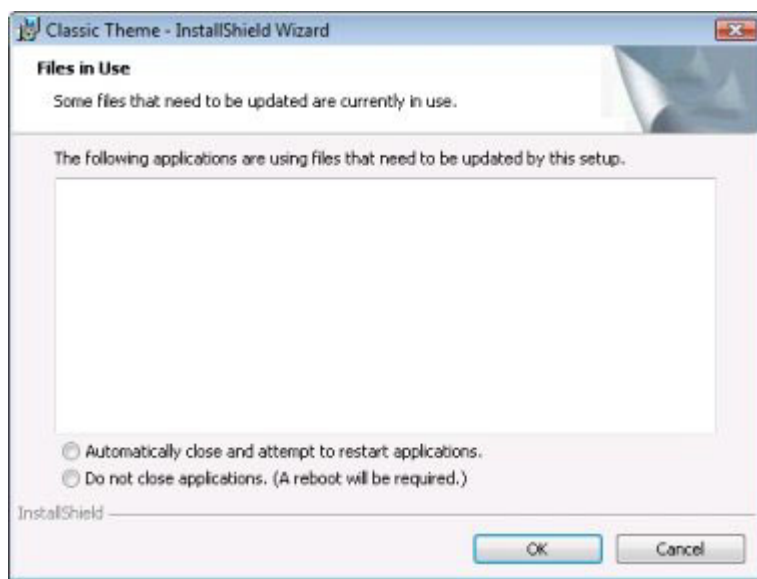 Classic Theme - InstallShield Wizard
Files in Use
Some files that need to be updated are currently in use.
The following applications are using files that need to be updated by this setup.
Automatically close and attempt to restart applications.
Do not close applications. (A reboot will be required.)
InstallShield
OK
Cancel